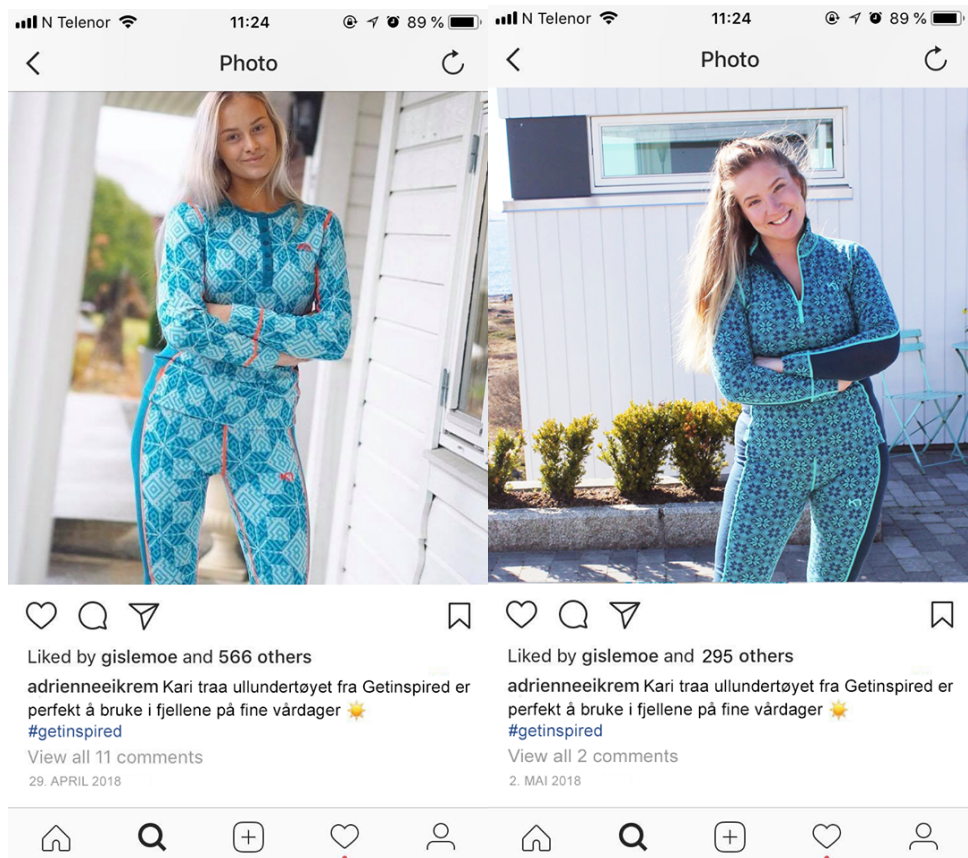 N Telenor 11:24 89 %
Photo
Liked by gislemoe and 566 others
adrienneeikrem Kari traa ullundertøyet fra Getinspired er
perfekt å bruke i fjellene på fine vårdager
#getinspired
View all 11 comments
29. APRIL 2018
N Telenor 11:24 89 %
Photo
Liked by gislemoe and 295 others
adrienneeikrem Kari traa ullundertøyet fra Getinspired er
perfekt å bruke i fjellene på fine vårdager
#getinspired
View all 2 comments
2. MAI 2018